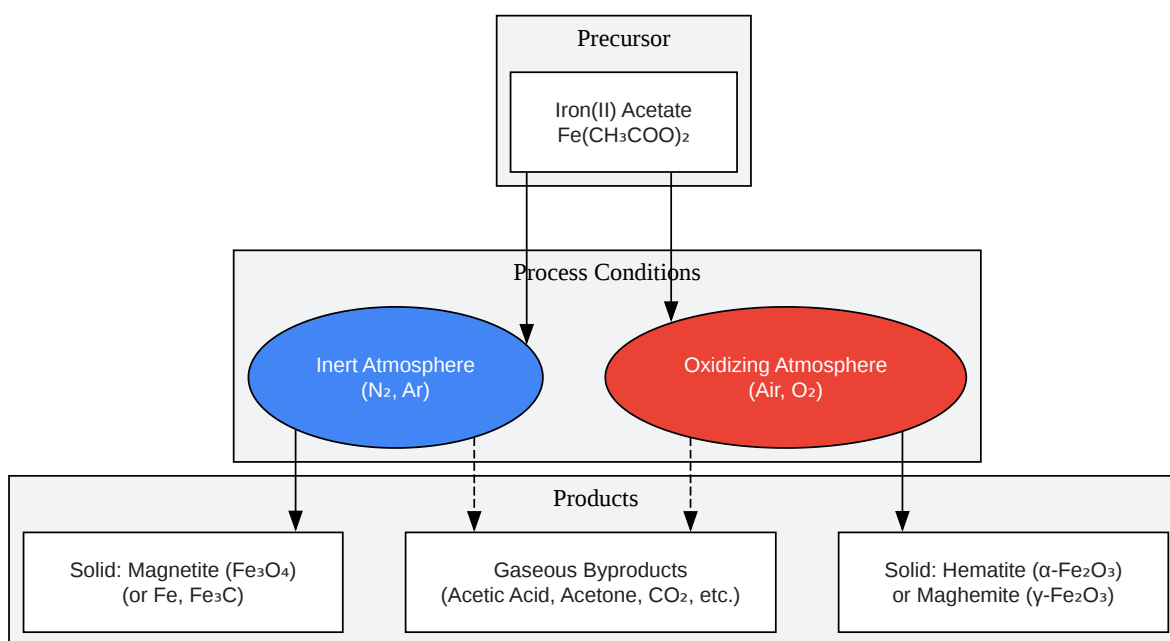 Precursor
Iron(II) Acetate
Fe(CH₃COO)₂
Process Conditions
Inert Atmosphere
(N₂, Ar)
Oxidizing Atmosphere
(Air, O₂)
Products
Solid: Magnetite (Fe₃O₄)
(or Fe, Fe₃C)
Gaseous Byproducts
(Acetic Acid, Acetone, CO₂, etc.)
Solid: Hematite (α-Fe₂O₃)
or Maghemite (γ-Fe₂O₃)